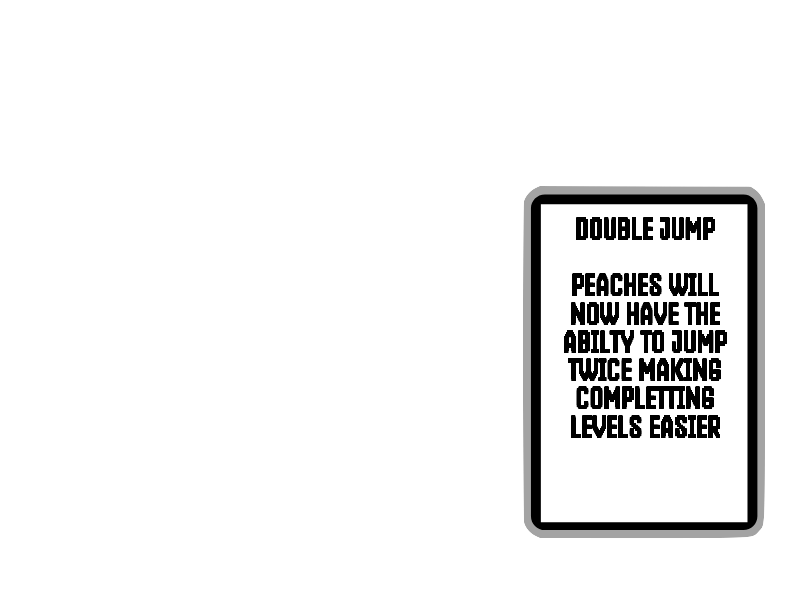 DOUBLE JUMP
PEACHES WILL
NOW HAVE THE
ABILTY TO JUMP
TWICE MAKING
COMPLETTING
LEVELS EASIER